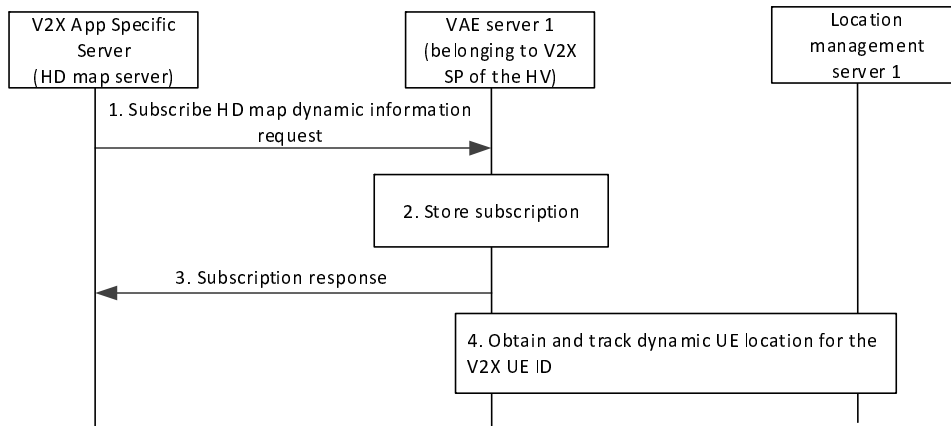 V2X App Specific
Server
(HD map server)
VAE server 1
(belonging to V2X
SP of the HV)
Location
management
server 1
1. Subscribe HD map dynamic information
request
2. Store subscription
3. Subscription response
4. Obtain and track dynamic UE location for the
V2X UE ID